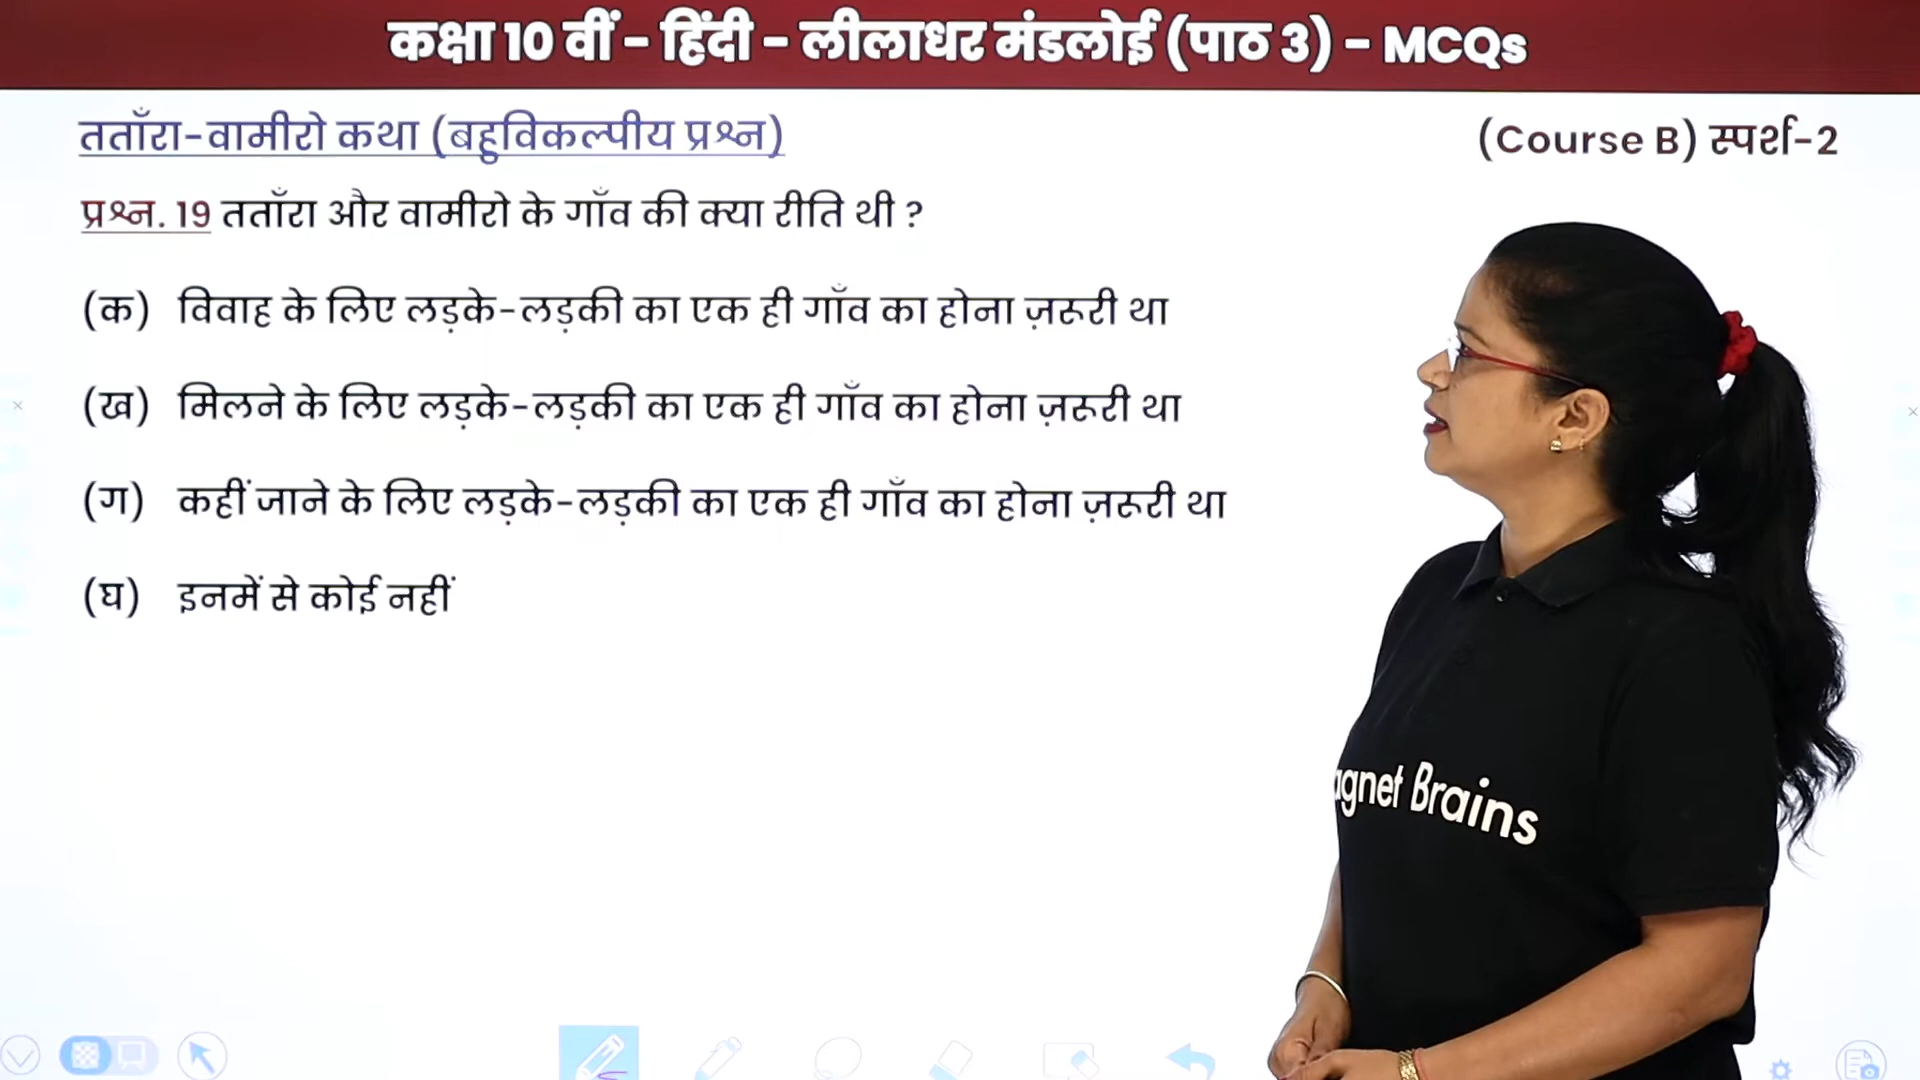 कक्षा 10 वीं - हिंदी - लीलाधर मंडलोई (पाठ 3) - MCQs
तताँरा-वामीरो कथा (बहुविकल्पीय प्रश्न)
(Course B) स्पर्श-2
प्रश्न. 19 तताँरा और वामीरो के गाँव की क्या रीति थी ?
(क) विवाह के लिए लड़के-लड़की का एक ही गाँव का होना ज़रूरी था
(ख) मिलने के लिए लड़के-लड़की का एक ही गाँव का होना ज़रूरी था
(ग) कहीं जाने के लिए लड़के-लड़की का एक ही गाँव का होना ज़रूरी था
(घ) इनमें से कोई नहीं
agnet Brains